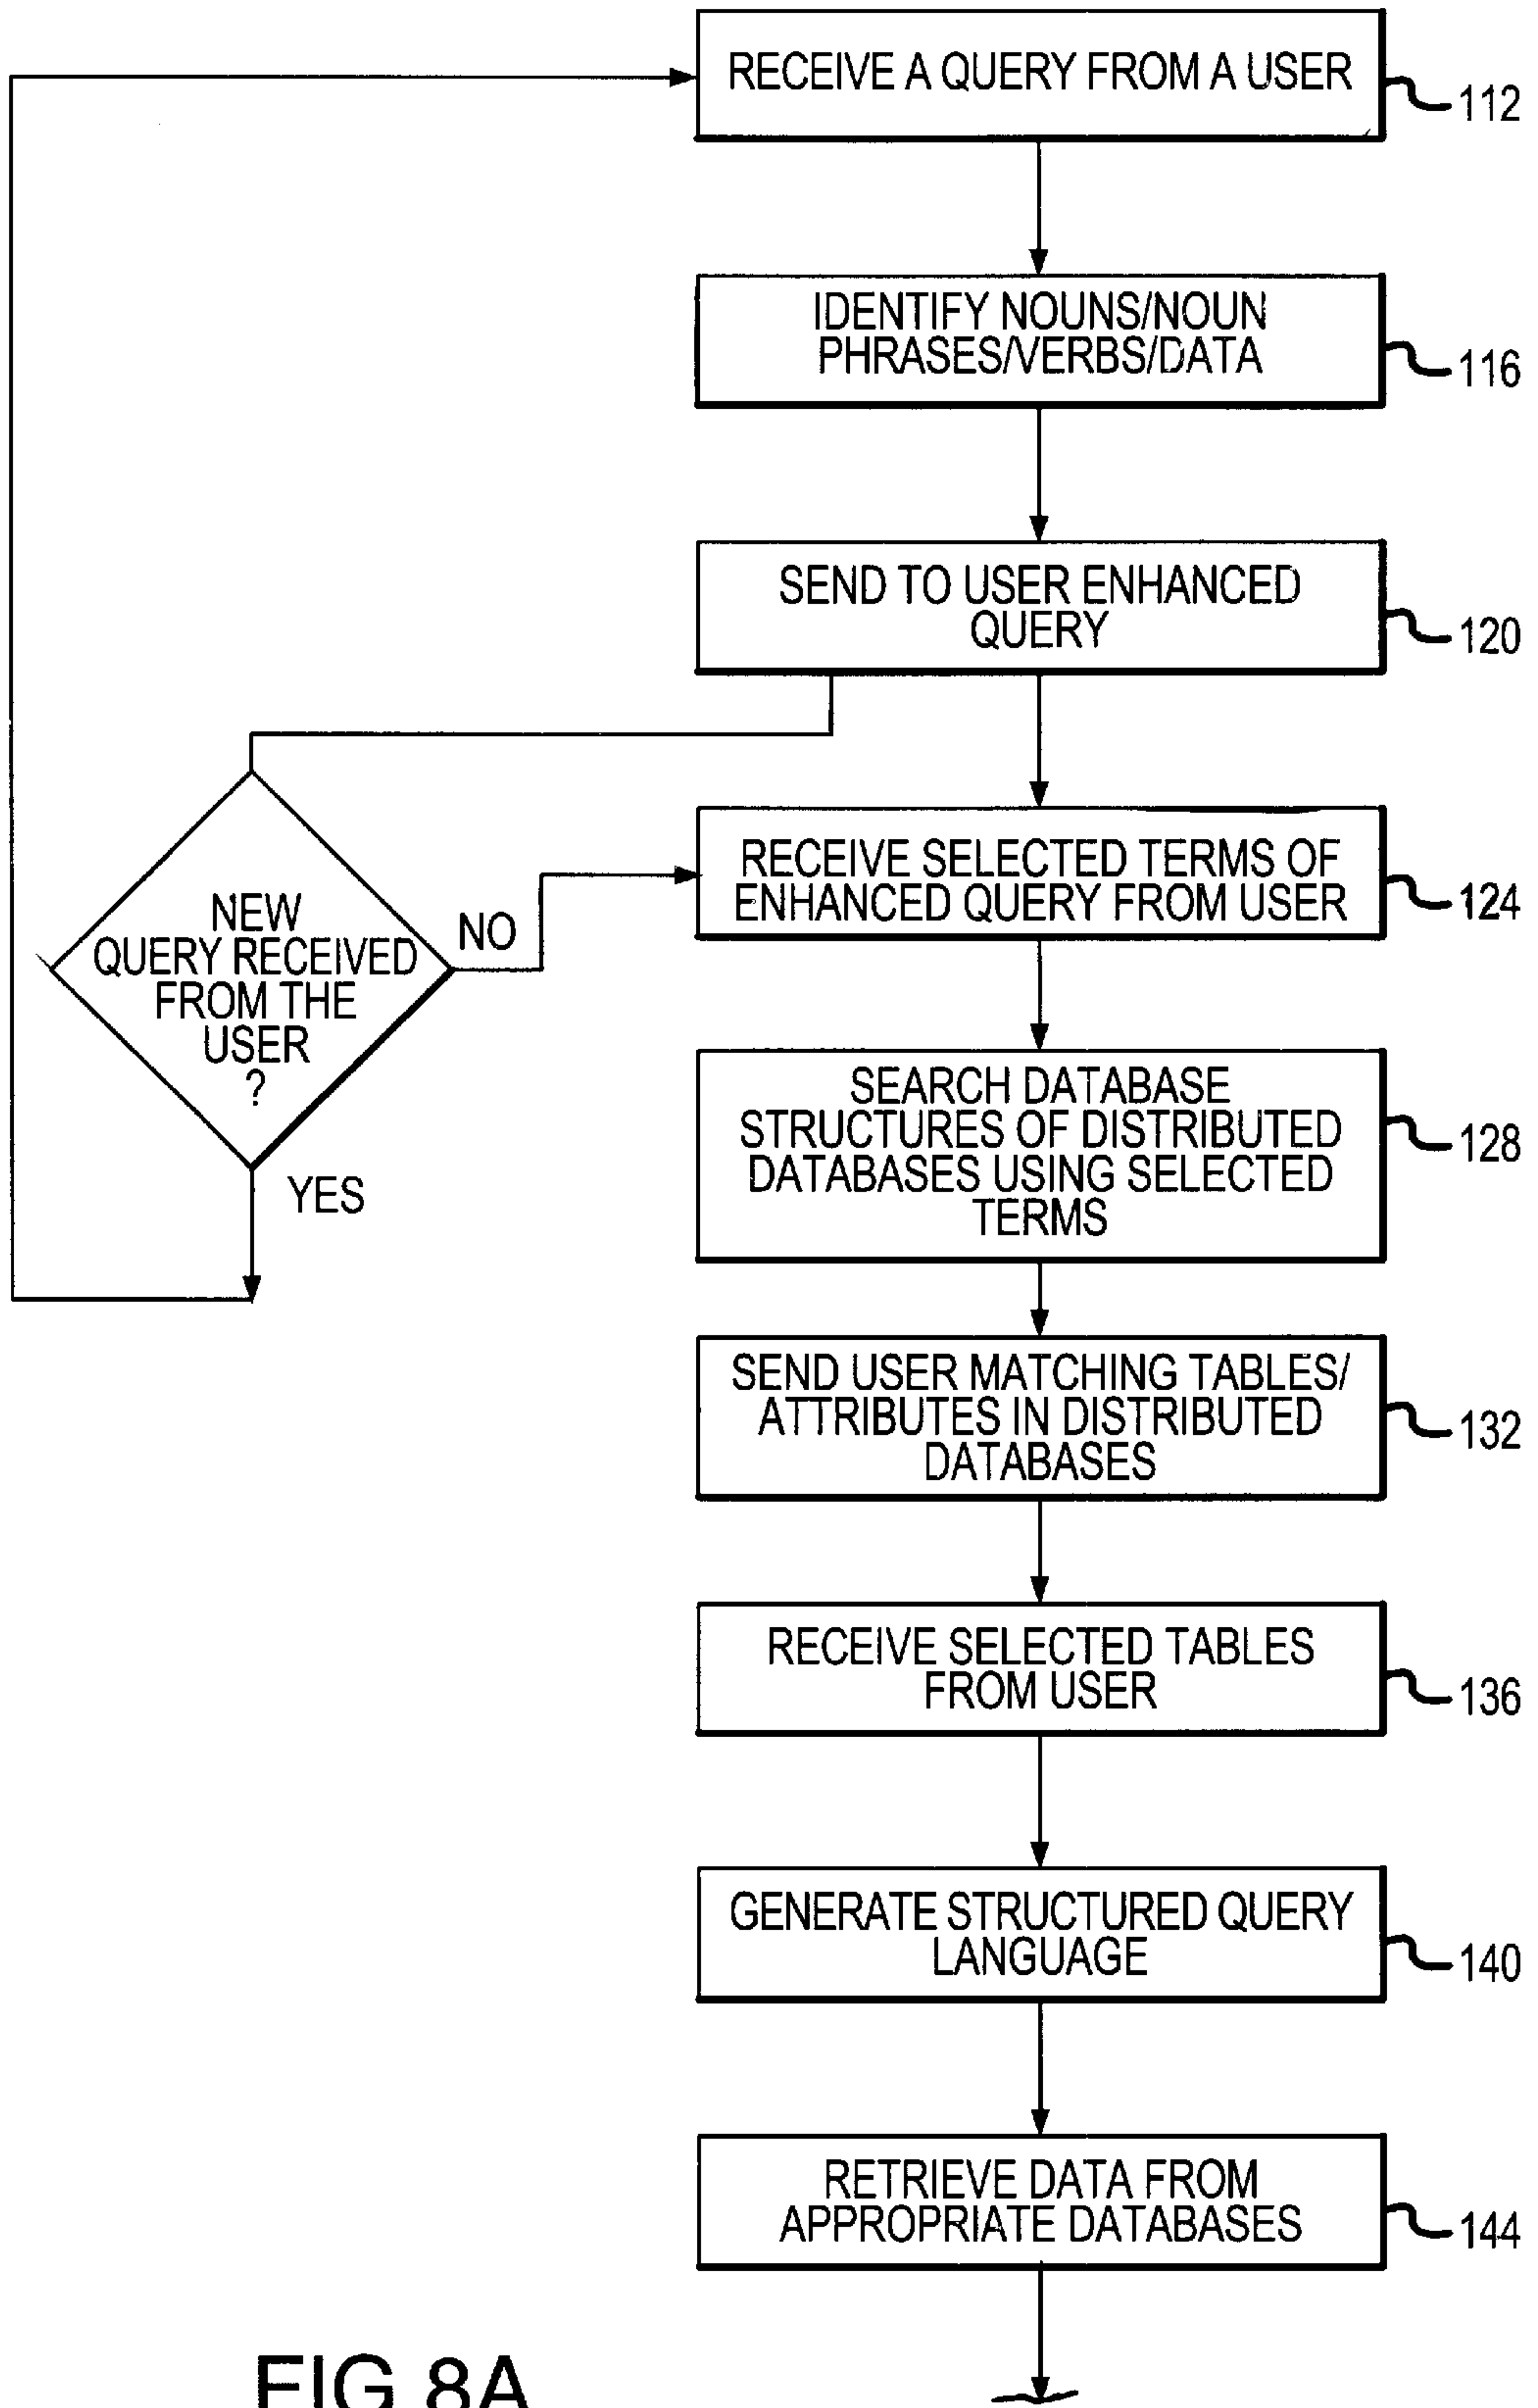 RECEIVE A QUERY FROM A USER
112
IDENTIFY NOUNS/NOUN
PHRASES/VERBS/DATA
116
SEND TO USER ENHANCED
QUERY
120
NEW
QUERY RECEIVED
FROM THE
USER
?
NO
YES
RECEIVE SELECTED TERMS OF
ENHANCED QUERY FROM USER
124
SEARCH DATABASE
STRUCTURES OF DISTRIBUTED
DATABASES USING SELECTED
TERMS
128
SEND USER MATCHING TABLES/
ATTRIBUTES IN DISTRIBUTED
DATABASES
132
RECEIVE SELECTED TABLES
FROM USER
136
GENERATE STRUCTURED QUERY
LANGUAGE
140
RETRIEVE DATA FROM
APPROPRIATE DATABASES
144
FIG.8A